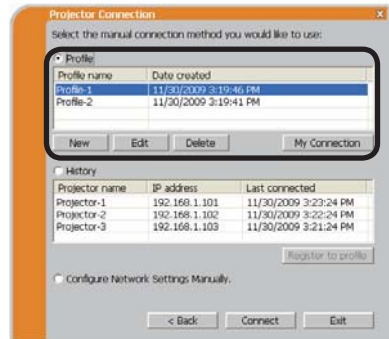 Projector Connection
Select the manual connection method you would like to use:
Profile
Profile name Date created
Profile-1 11/30/2009 3:19:46 PM
Profile-2 11/30/2009 3:19:41 PM
New Edit Delete My Connection
History
Projector name IP address Last connected
Projector-1 192.168.1.101 11/30/2009 3:23:24 PM
Projector-2 192.168.1.102 11/30/2009 3:22:24 PM
Projector-3 192.168.1.103 11/30/2009 3:21:24 PM
Register to profile
Configure Network Settings Manually.
< Back Connect Exit